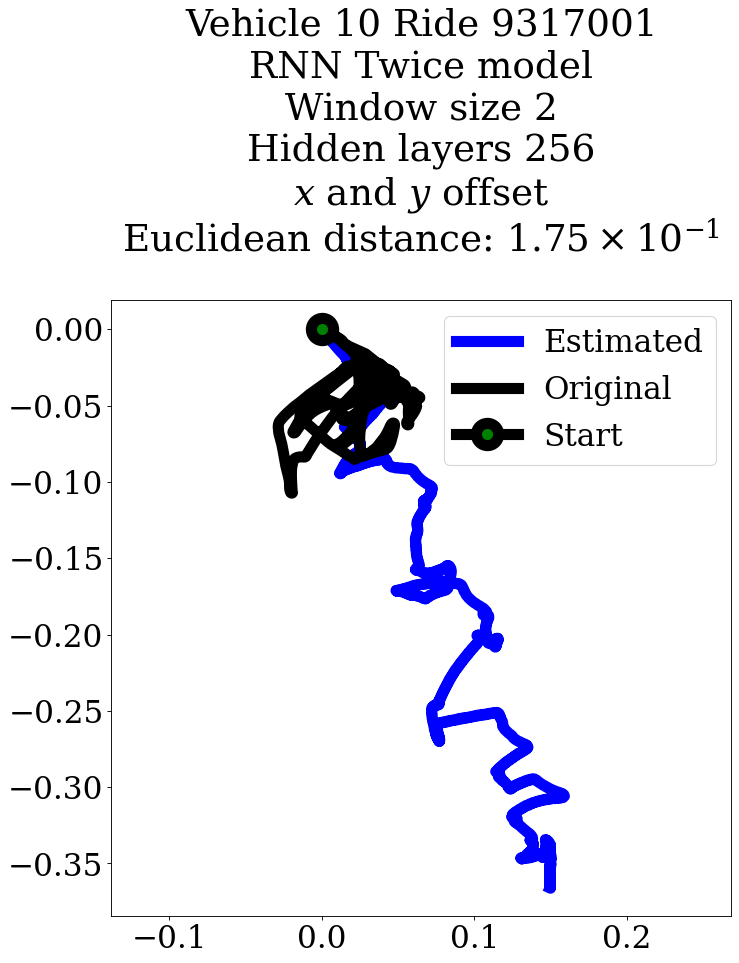 Vehicle 10 Ride 9317001
RNN Twice model
Window size 2
Hidden layers 256
x and y offset
Euclidean distance: 1.75 × 10⁻¹
Estimated
Original
Start
0.00
−0.05
−0.10
−0.15
−0.20
−0.25
−0.30
−0.35
−0.1 0.0 0.1 0.2